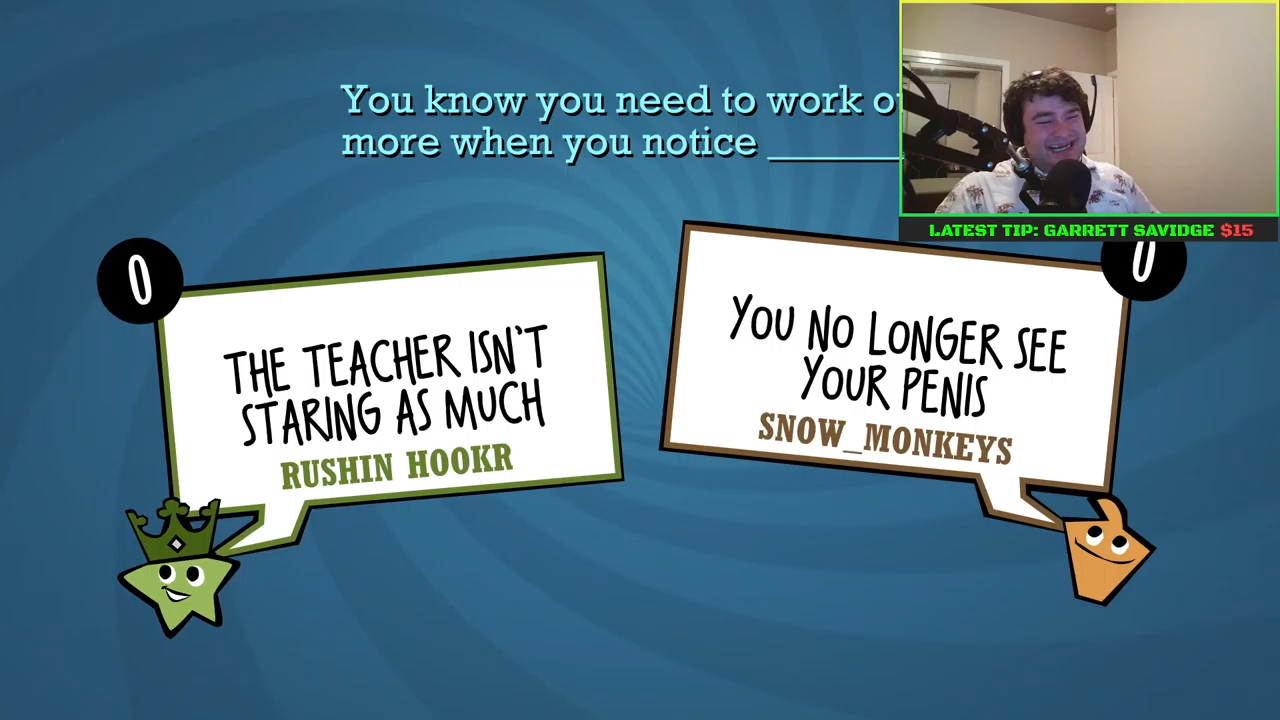 You know you need to work
more when you notice ________
LATEST TIP: GARRETT SAVIDGE $15
0
0
THE TEACHER ISN'T
STARING AS MUCH
RUSHIN HOOKR
YOU NO LONGER SEE
YOUR PENIS
SNOW_MONKEYS